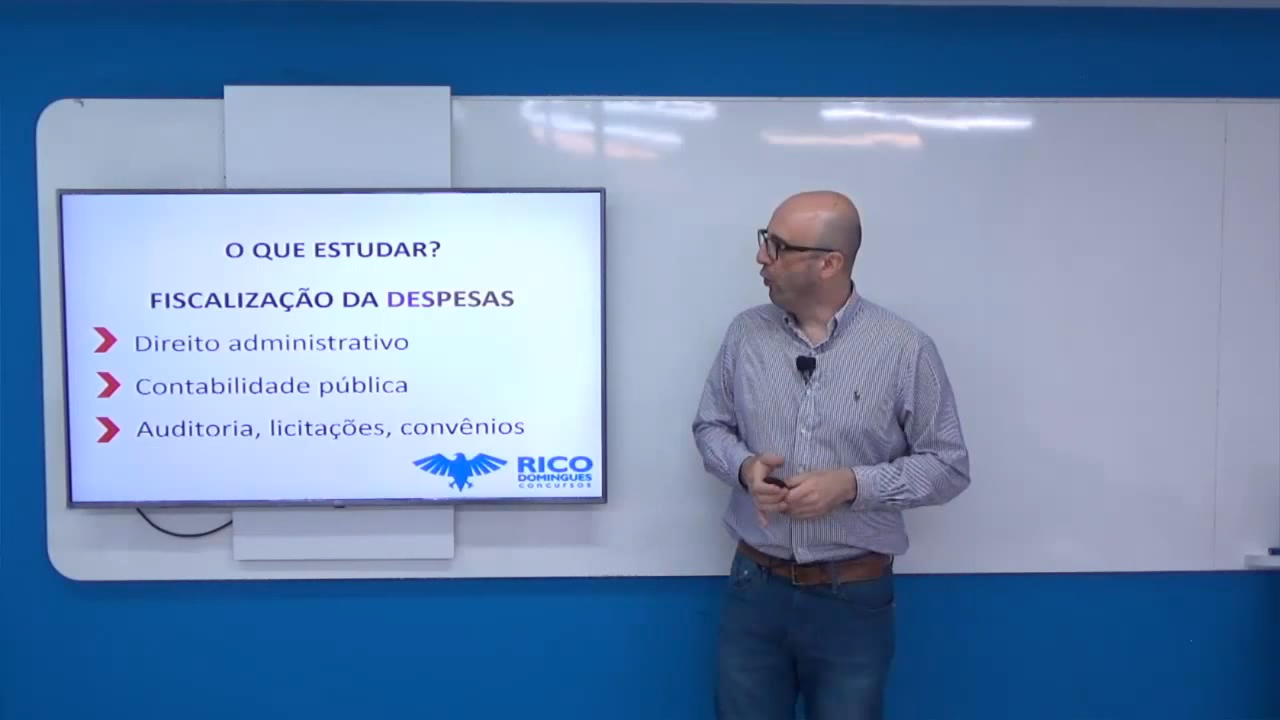 O QUE ESTUDAR?
FISCALIZAÇÃO DA DESPESAS
Direito administrativo
Contabilidade pública
Auditoria, licitações, convênios
RICO
DOMINGUES
concursos